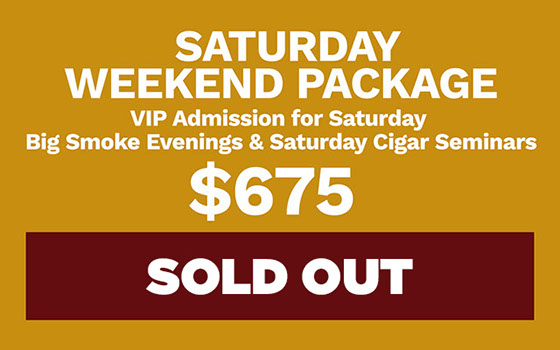 SATURDAY
WEEKEND PACKAGE
VIP Admission for Saturday
Big Smoke Evenings & Saturday Cigar Seminars
$675
SOLD OUT